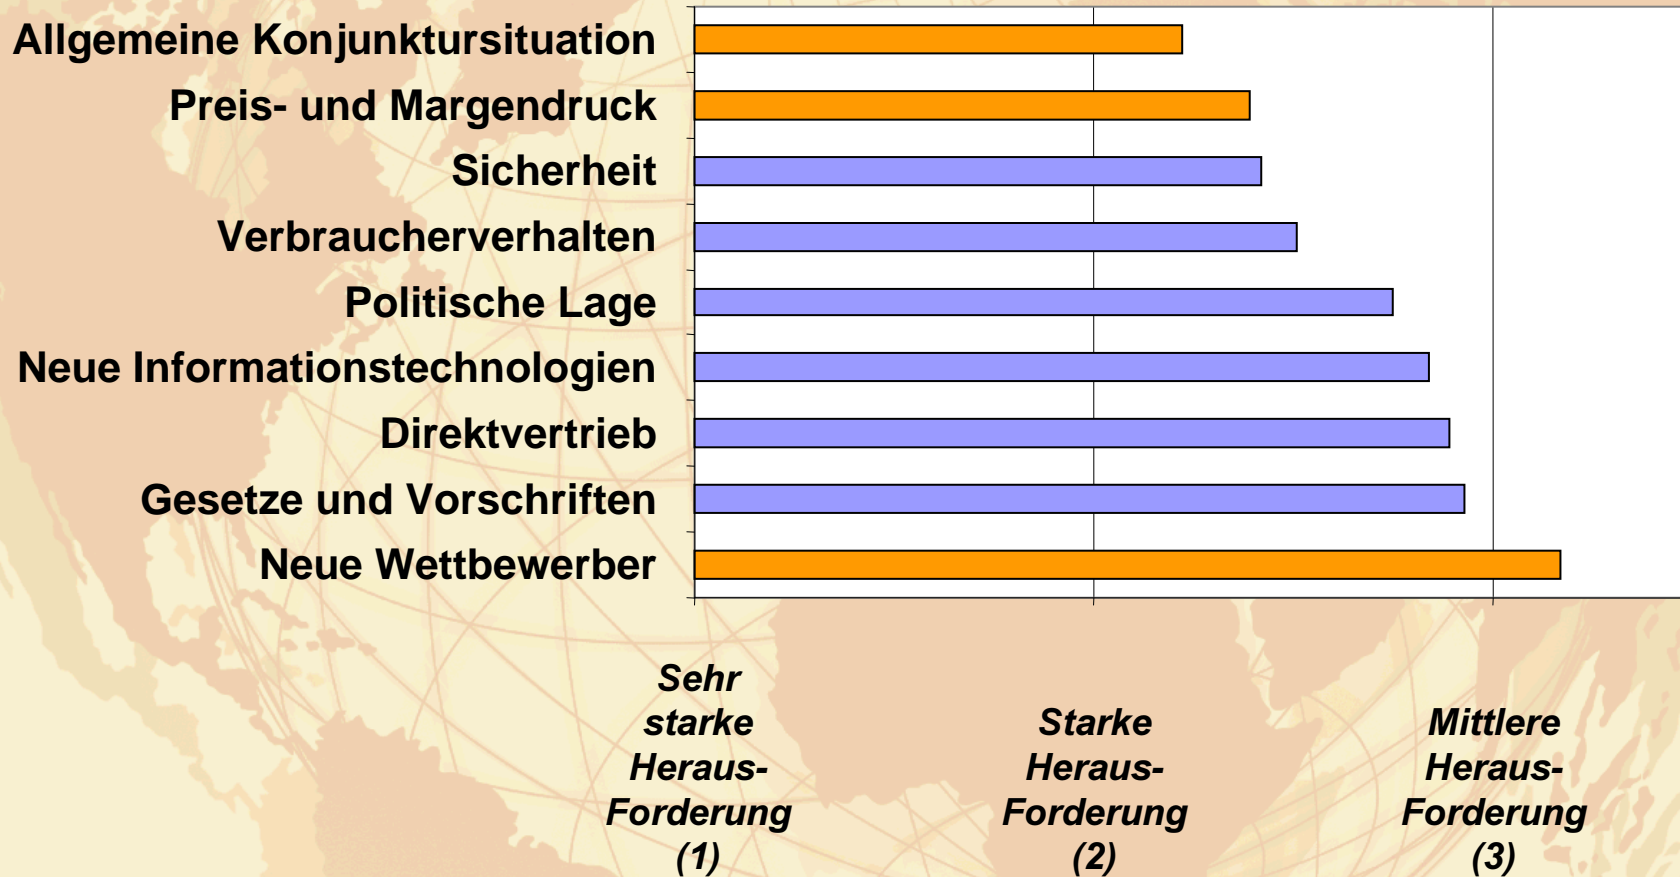 Allgemeine Konjunktursituation
Preis- und Margendruck
Sicherheit
Verbraucherverhalten
Politische Lage
Neue Informationstechnologien
Direktvertrieb
Gesetze und Vorschriften
Neue Wettbewerber
Sehr
starke
Heraus-
Forderung
(1)
Starke
Heraus-
Forderung
(2)
Mittlere
Heraus-
Forderung
(3)